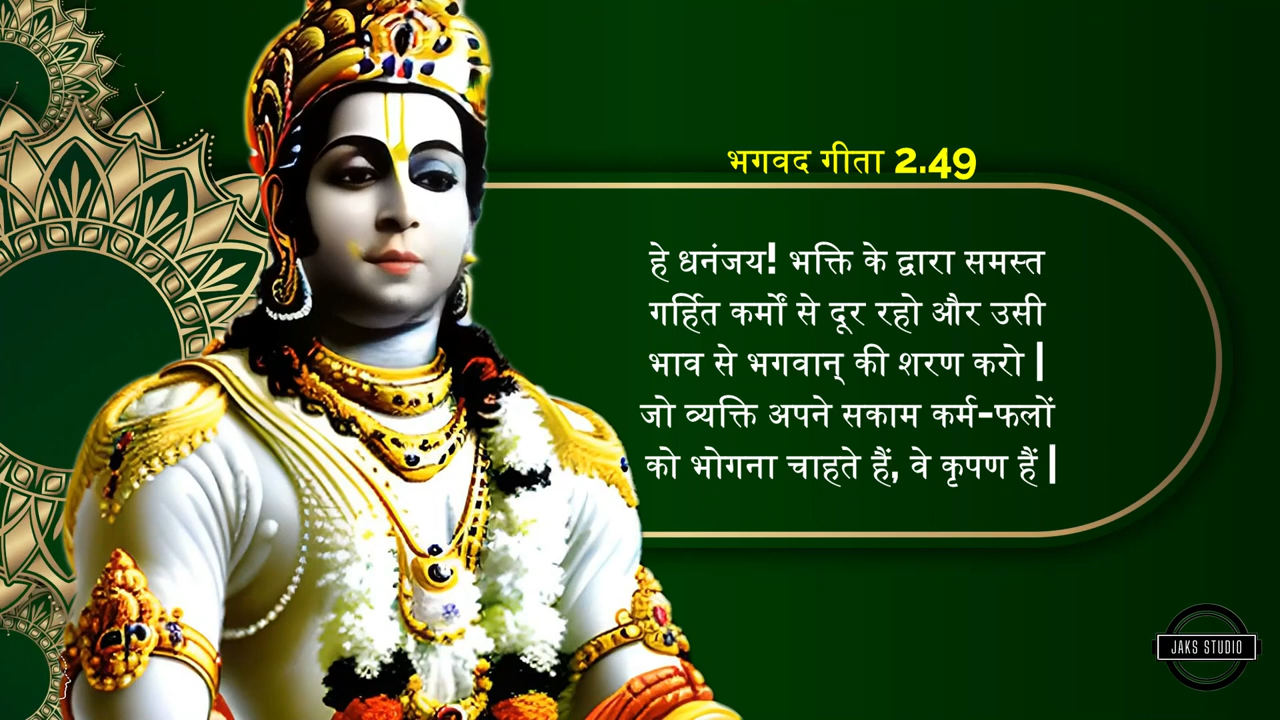 भगवद गीता 2.49
हे धनंजय! भक्ति के द्वारा समस्त
गर्हित कर्मों से दूर रहो और उसी
भाव से भगवान् की शरण करो |
जो व्यक्ति अपने सकाम कर्म-फलों
को भोगना चाहते हैं, वे कृपण हैं |
JAKS STUDIO